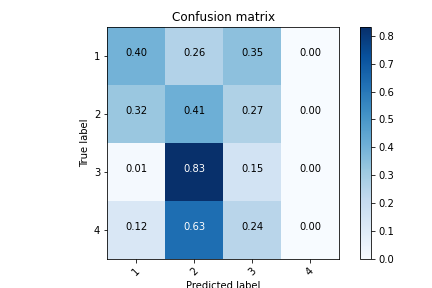 Confusion matrix
0.8
1 0.40 0.26 0.35 0.00
0.7
0.6
2 0.32 0.41 0.27 0.00
0.5
True label
0.4
3 0.01 0.83 0.15 0.00
0.3
0.2
4 0.12 0.63 0.24 0.00
0.1
0.0
1 2 3 4
Predicted label